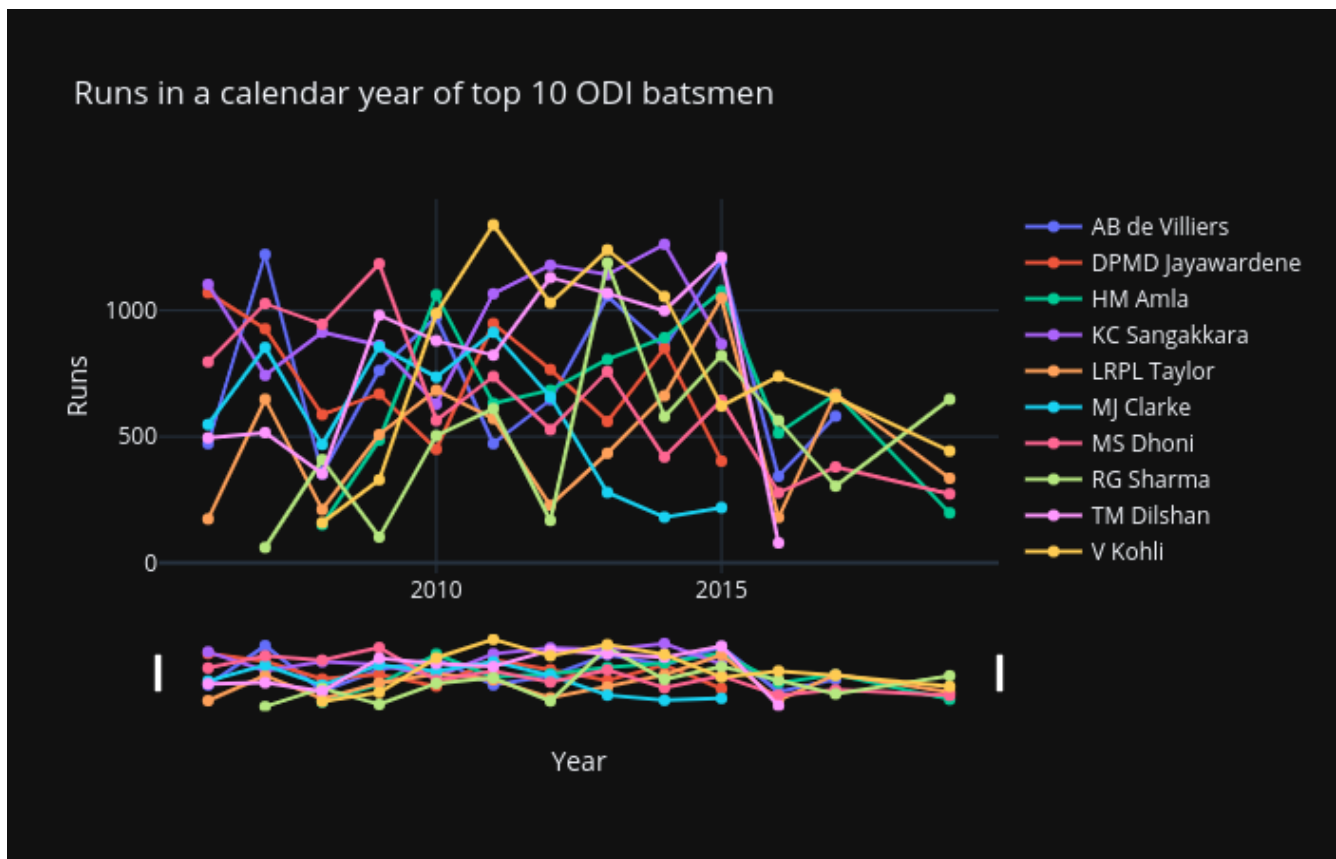 Runs in a calendar year of top 10 ODI batsmen
AB de Villiers
DPMD Jayawardene
HM Amla
KC Sangakkara
LRPL Taylor
MJ Clarke
MS Dhoni
RG Sharma
TM Dilshan
V Kohli
Runs
1000
500
0
2010 2015
Year